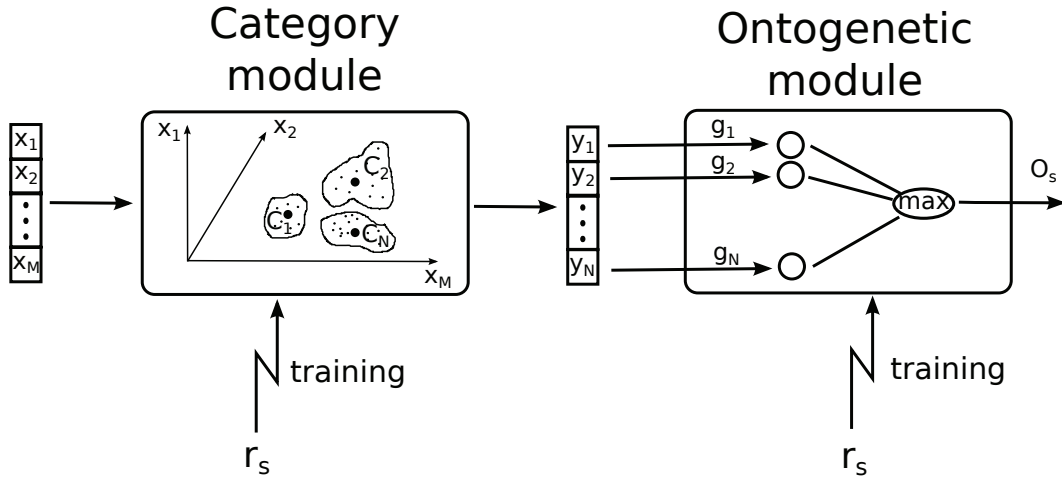 Category
module
Ontogenetic
module
x1
x2
xM
x1
x2
xM
C1
C2
CN
y1
y2
yN
g1
g2
gN
max
Os
training
rs
training
rs